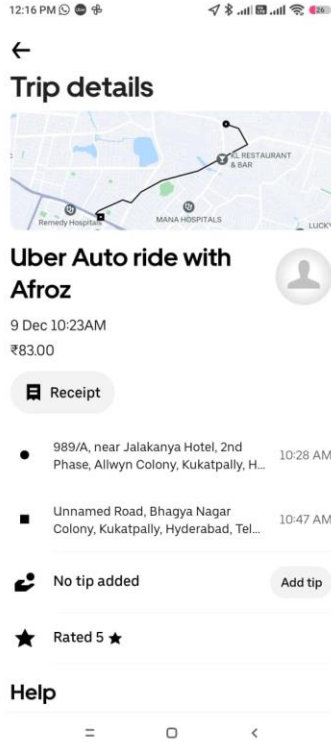 12:16 PM
26
Trip details
KL RESTAURANT
& BAR
Remedy Hospitals
MANA HOSPITALS
LUCKY
Uber Auto ride with
Afroz
9 Dec 10:23AM
₹83.00
Receipt
989/A, near Jalakanya Hotel, 2nd
Phase, Allwyn Colony, Kukatpally, H...
10:28 AM
Unnamed Road, Bhagya Nagar
Colony, Kukatpally, Hyderabad, Tel...
10:47 AM
No tip added
Add tip
Rated 5 ★
Help